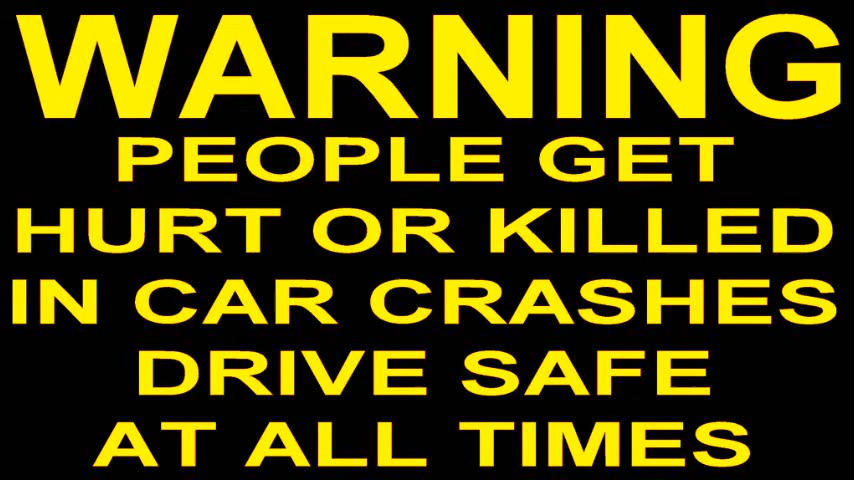 WARNING
PEOPLE GET
HURT OR KILLED
IN CAR CRASHES
DRIVE SAFE
AT ALL TIMES